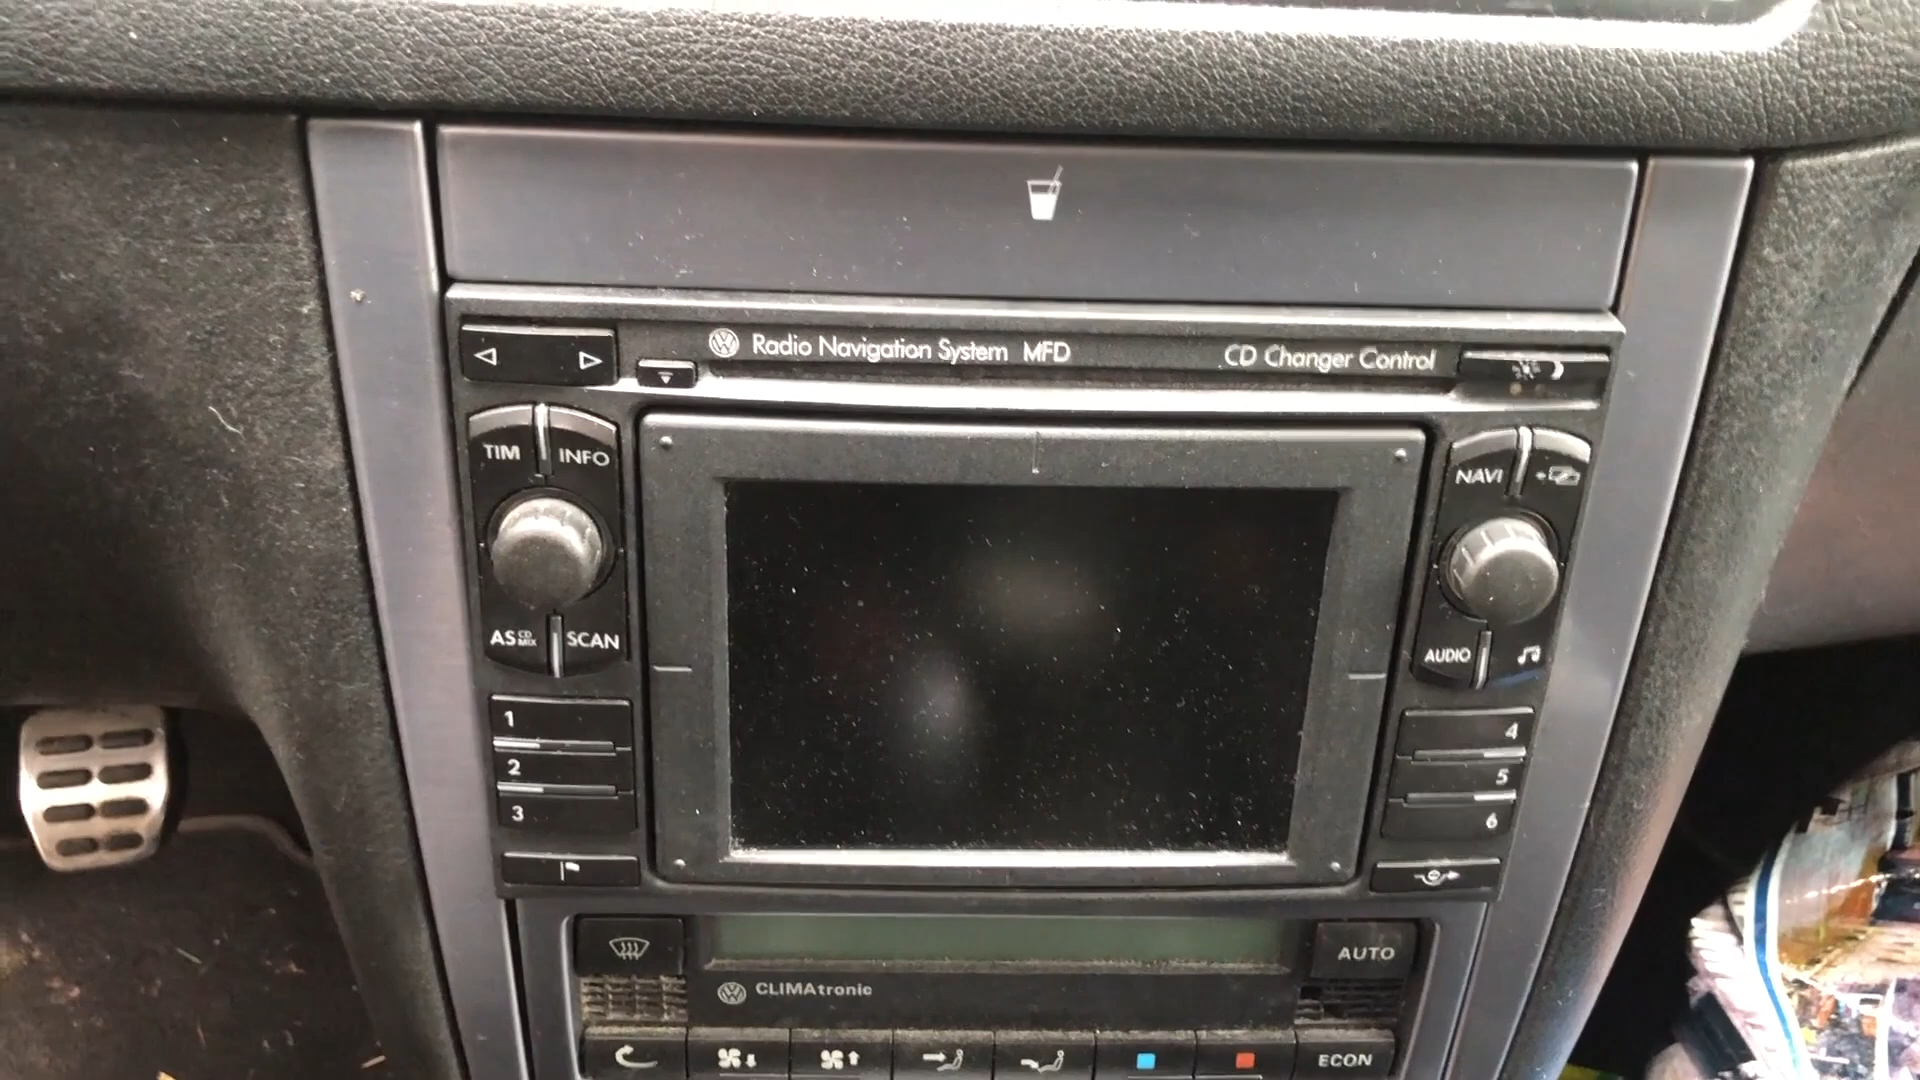 Radio Navigation System MFD
CD Changer Control
TIM INFO
NAVI
AS CD MIX SCAN
AUDIO
1
2
3
4
5
6
AUTO
CLIMAtronic
ECON